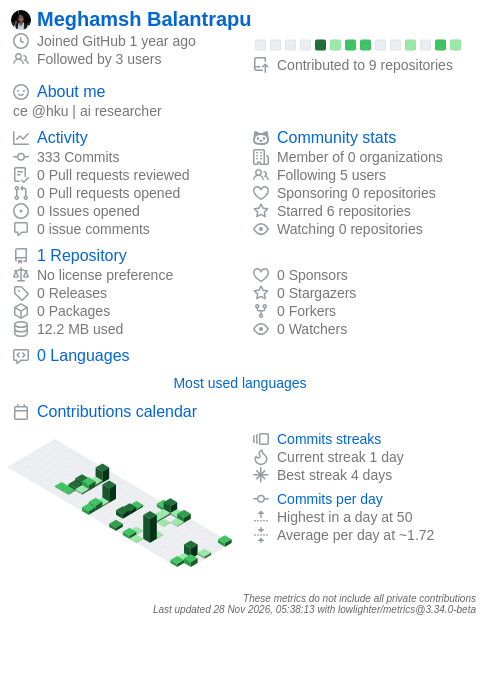 Meghamsh Balantrapu
Joined GitHub 1 year ago
Followed by 3 users
Contributed to 9 repositories
About me
ce @hku | ai researcher
Activity
333 Commits
0 Pull requests reviewed
0 Pull requests opened
0 Issues opened
0 issue comments
Community stats
Member of 0 organizations
Following 5 users
Sponsoring 0 repositories
Starred 6 repositories
Watching 0 repositories
1 Repository
No license preference
0 Releases
0 Packages
12.2 MB used
0 Sponsors
0 Stargazers
0 Forkers
0 Watchers
0 Languages
Most used languages
Contributions calendar
Commits streaks
Current streak 1 day
Best streak 4 days
Commits per day
Highest in a day at 50
Average per day at ~1.72
These metrics do not include all private contributions
Last updated 28 Nov 2026, 05:38:13 with lowlighter/metrics@3.34.0-beta